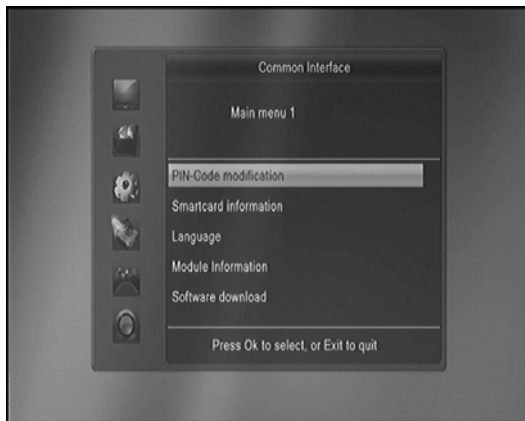 Common Interface
Main menu 1
PIN-Code modification
Smartcard information
Language
Module Information
Software download
Press Ok to select, or Exit to quit